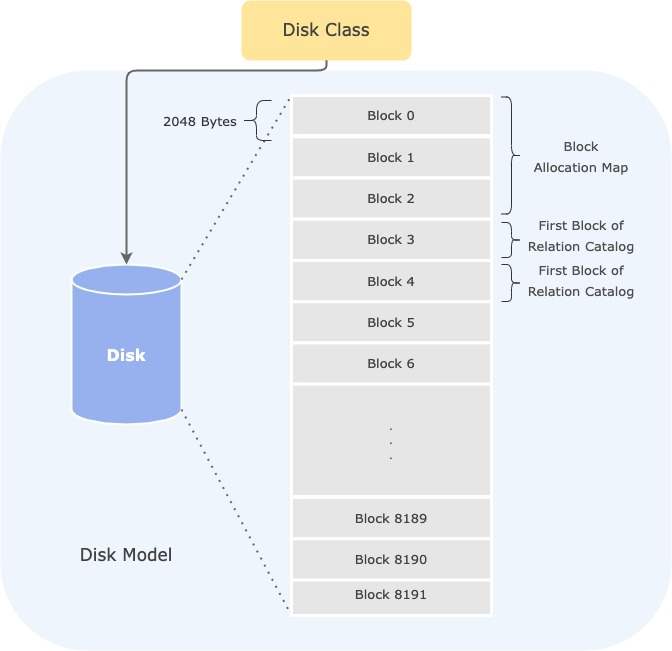 Disk Class
2048 Bytes
Block 0
Block 1
Block 2
Block
Allocation Map
Block 3
First Block of
Relation Catalog
Block 4
First Block of
Relation Catalog
Block 5
Block 6
Disk
.
.
.
Block 8189
Block 8190
Block 8191
Disk Model